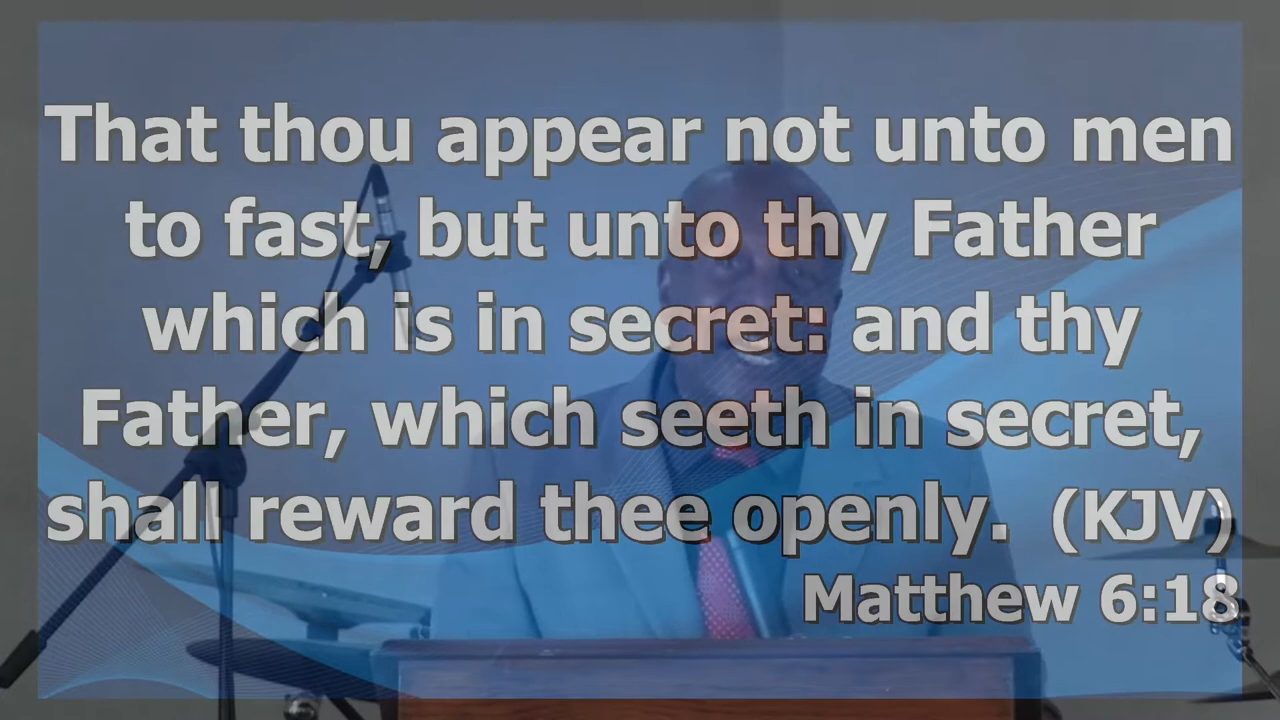 That thou appear not unto men
to fast, but unto thy Father
which is in secret: and thy
Father, which seeth in secret,
shall reward thee openly. (KJV)
Matthew 6:18